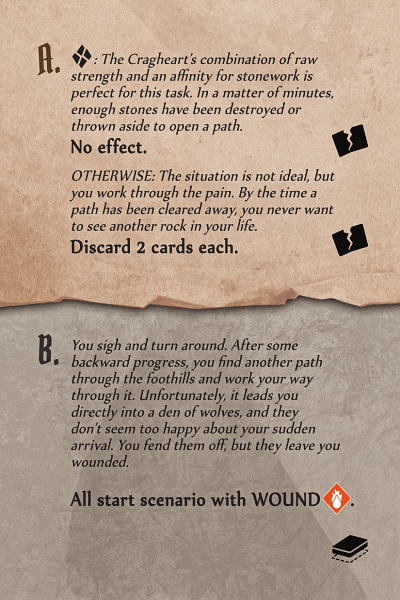 A.
: The Cragheart's combination of raw
strength and an affinity for stonework is
perfect for this task. In a matter of minutes,
enough stones have been destroyed or
thrown aside to open a path.
No effect.
OTHERWISE: The situation is not ideal, but
you work through the pain. By the time a
path has been cleared away, you never want
to see another rock in your life.
Discard 2 cards each.
B.
You sigh and turn around. After some
backward progress, you find another path
through the foothills and work your way
through it. Unfortunately, it leads you
directly into a den of wolves, and they
don't seem too happy about your sudden
arrival. You fend them off, but they leave you
wounded.
All start scenario with WOUND .